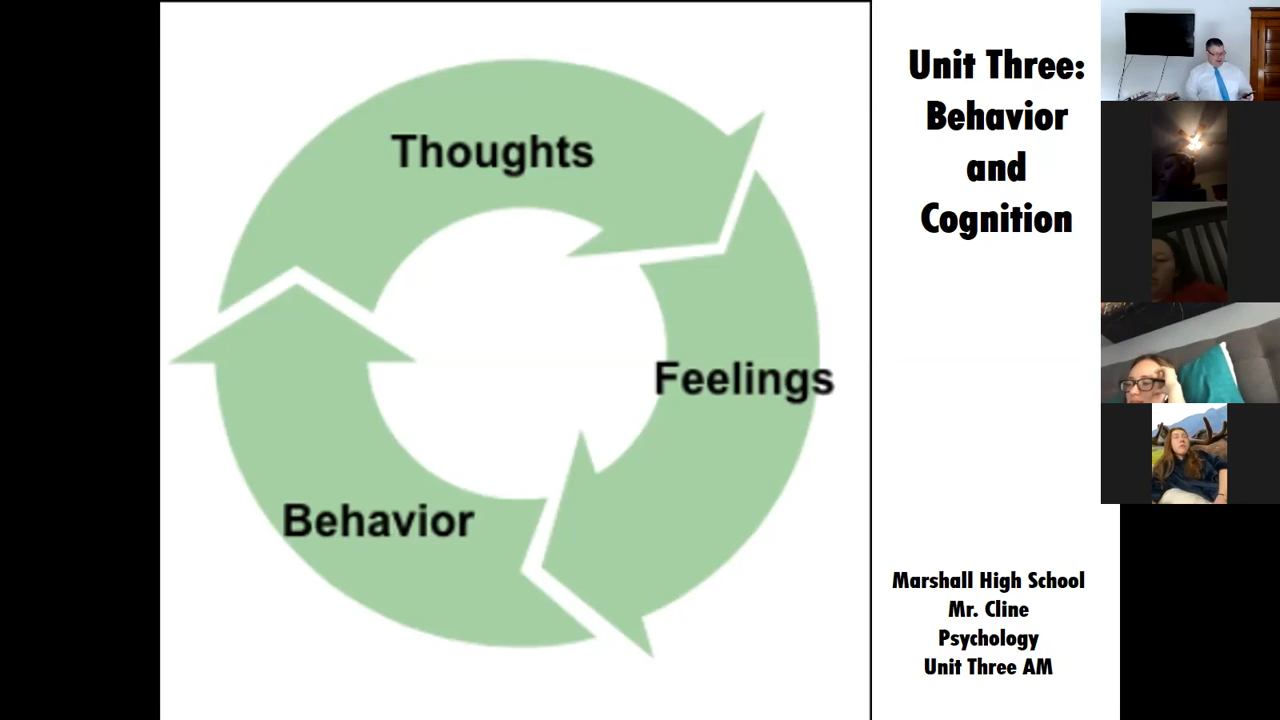 Thoughts
Feelings
Behavior
Unit Three:
Behavior
and
Cognition
Marshall High School
Mr. Cline
Psychology
Unit Three AM